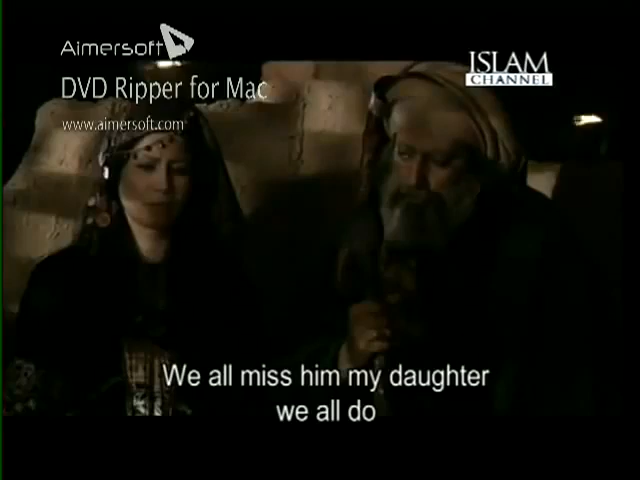 Aimersoft
DVD Ripper for Mac
www.aimersoft.com
ISLAM
CHANNEL
We all miss him my daughter
we all do